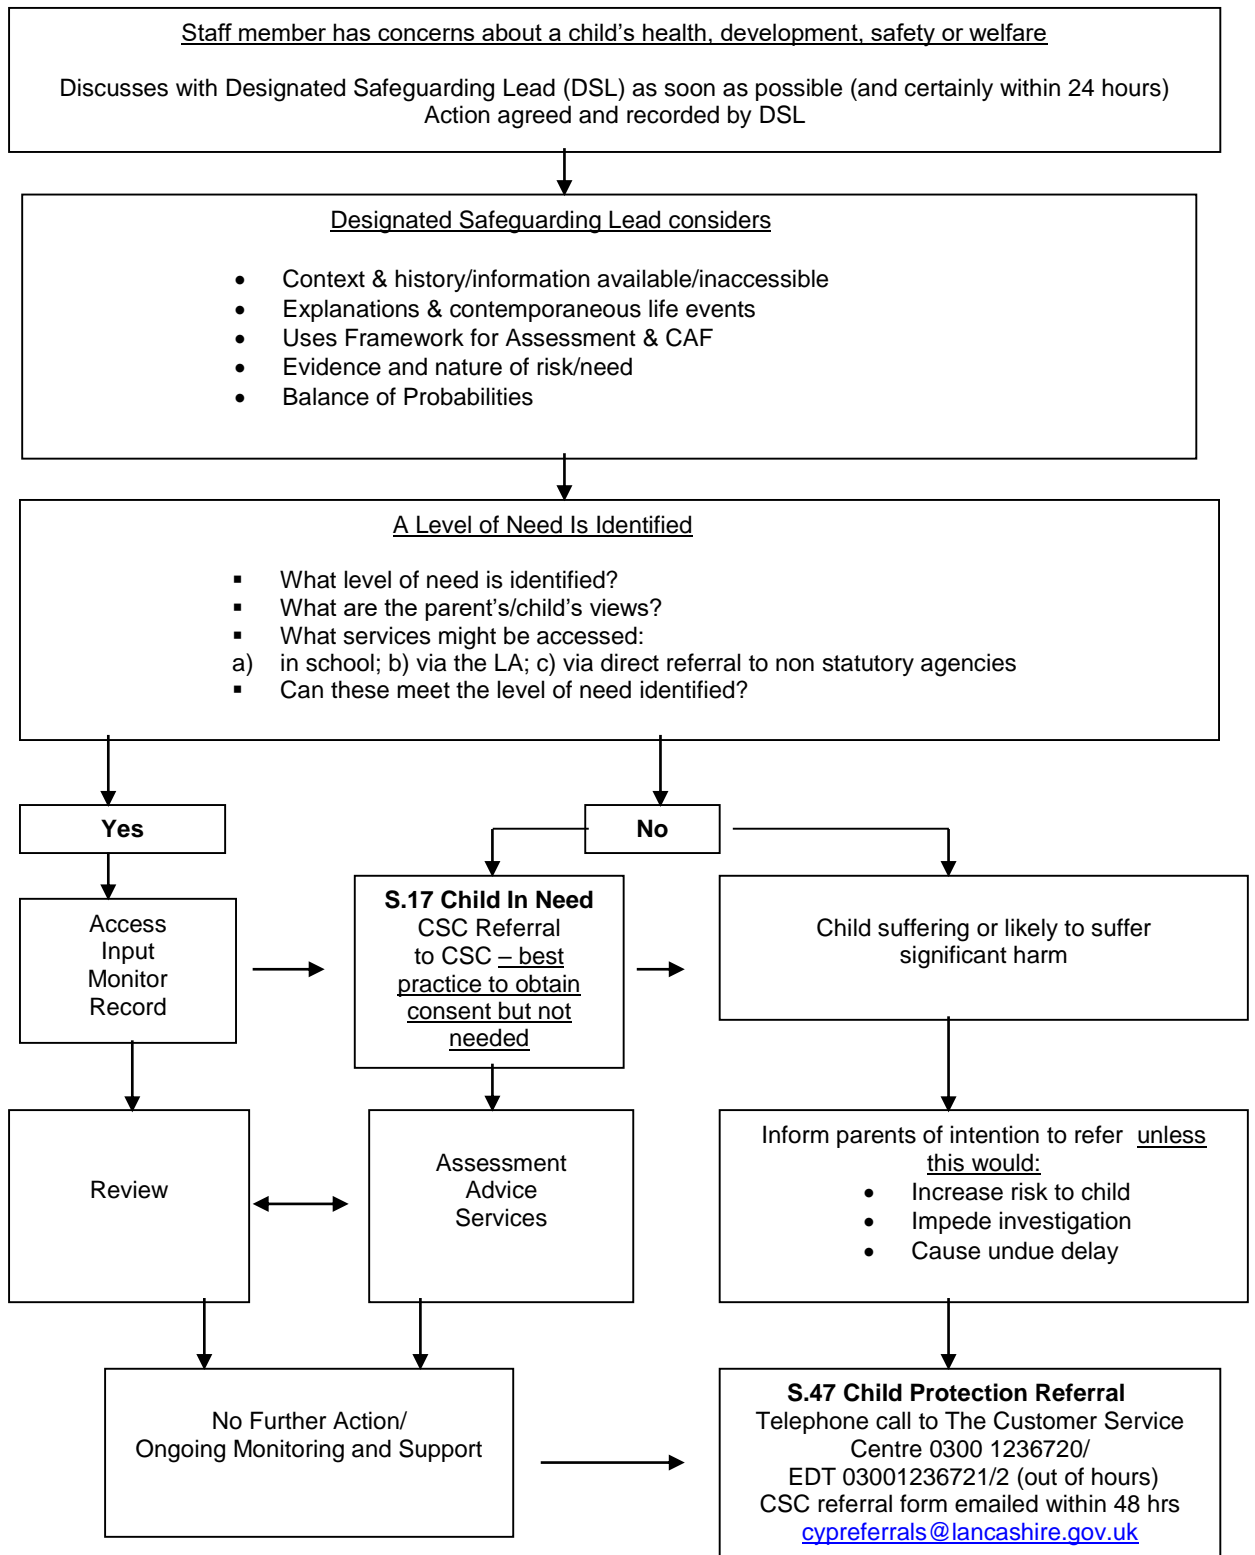 Staff member has concerns about a child's health, development, safety or welfare
Discusses with Designated Safeguarding Lead (DSL) as soon as possible (and certainly within 24 hours)
Action agreed and recorded by DSL
Designated Safeguarding Lead considers
• Context & history/information available/inaccessible
• Explanations & contemporaneous life events
• Uses Framework for Assessment & CAF
• Evidence and nature of risk/need
• Balance of Probabilities
A Level of Need Is Identified
▪ What level of need is identified?
▪ What are the parent's/child's views?
▪ What services might be accessed:
a) in school; b) via the LA; c) via direct referral to non statutory agencies
▪ Can these meet the level of need identified?
Yes
No
Access
Input
Monitor
Record
S.17 Child In Need
CSC Referral
to CSC – best
practice to obtain
consent but not
needed
Child suffering or likely to suffer
significant harm
Review
Assessment
Advice
Services
Inform parents of intention to refer unless
this would:
• Increase risk to child
• Impede investigation
• Cause undue delay
No Further Action/
Ongoing Monitoring and Support
S.47 Child Protection Referral
Telephone call to The Customer Service
Centre 0300 1236720/
EDT 03001236721/2 (out of hours)
CSC referral form emailed within 48 hrs
cypreferrals@lancashire.gov.uk